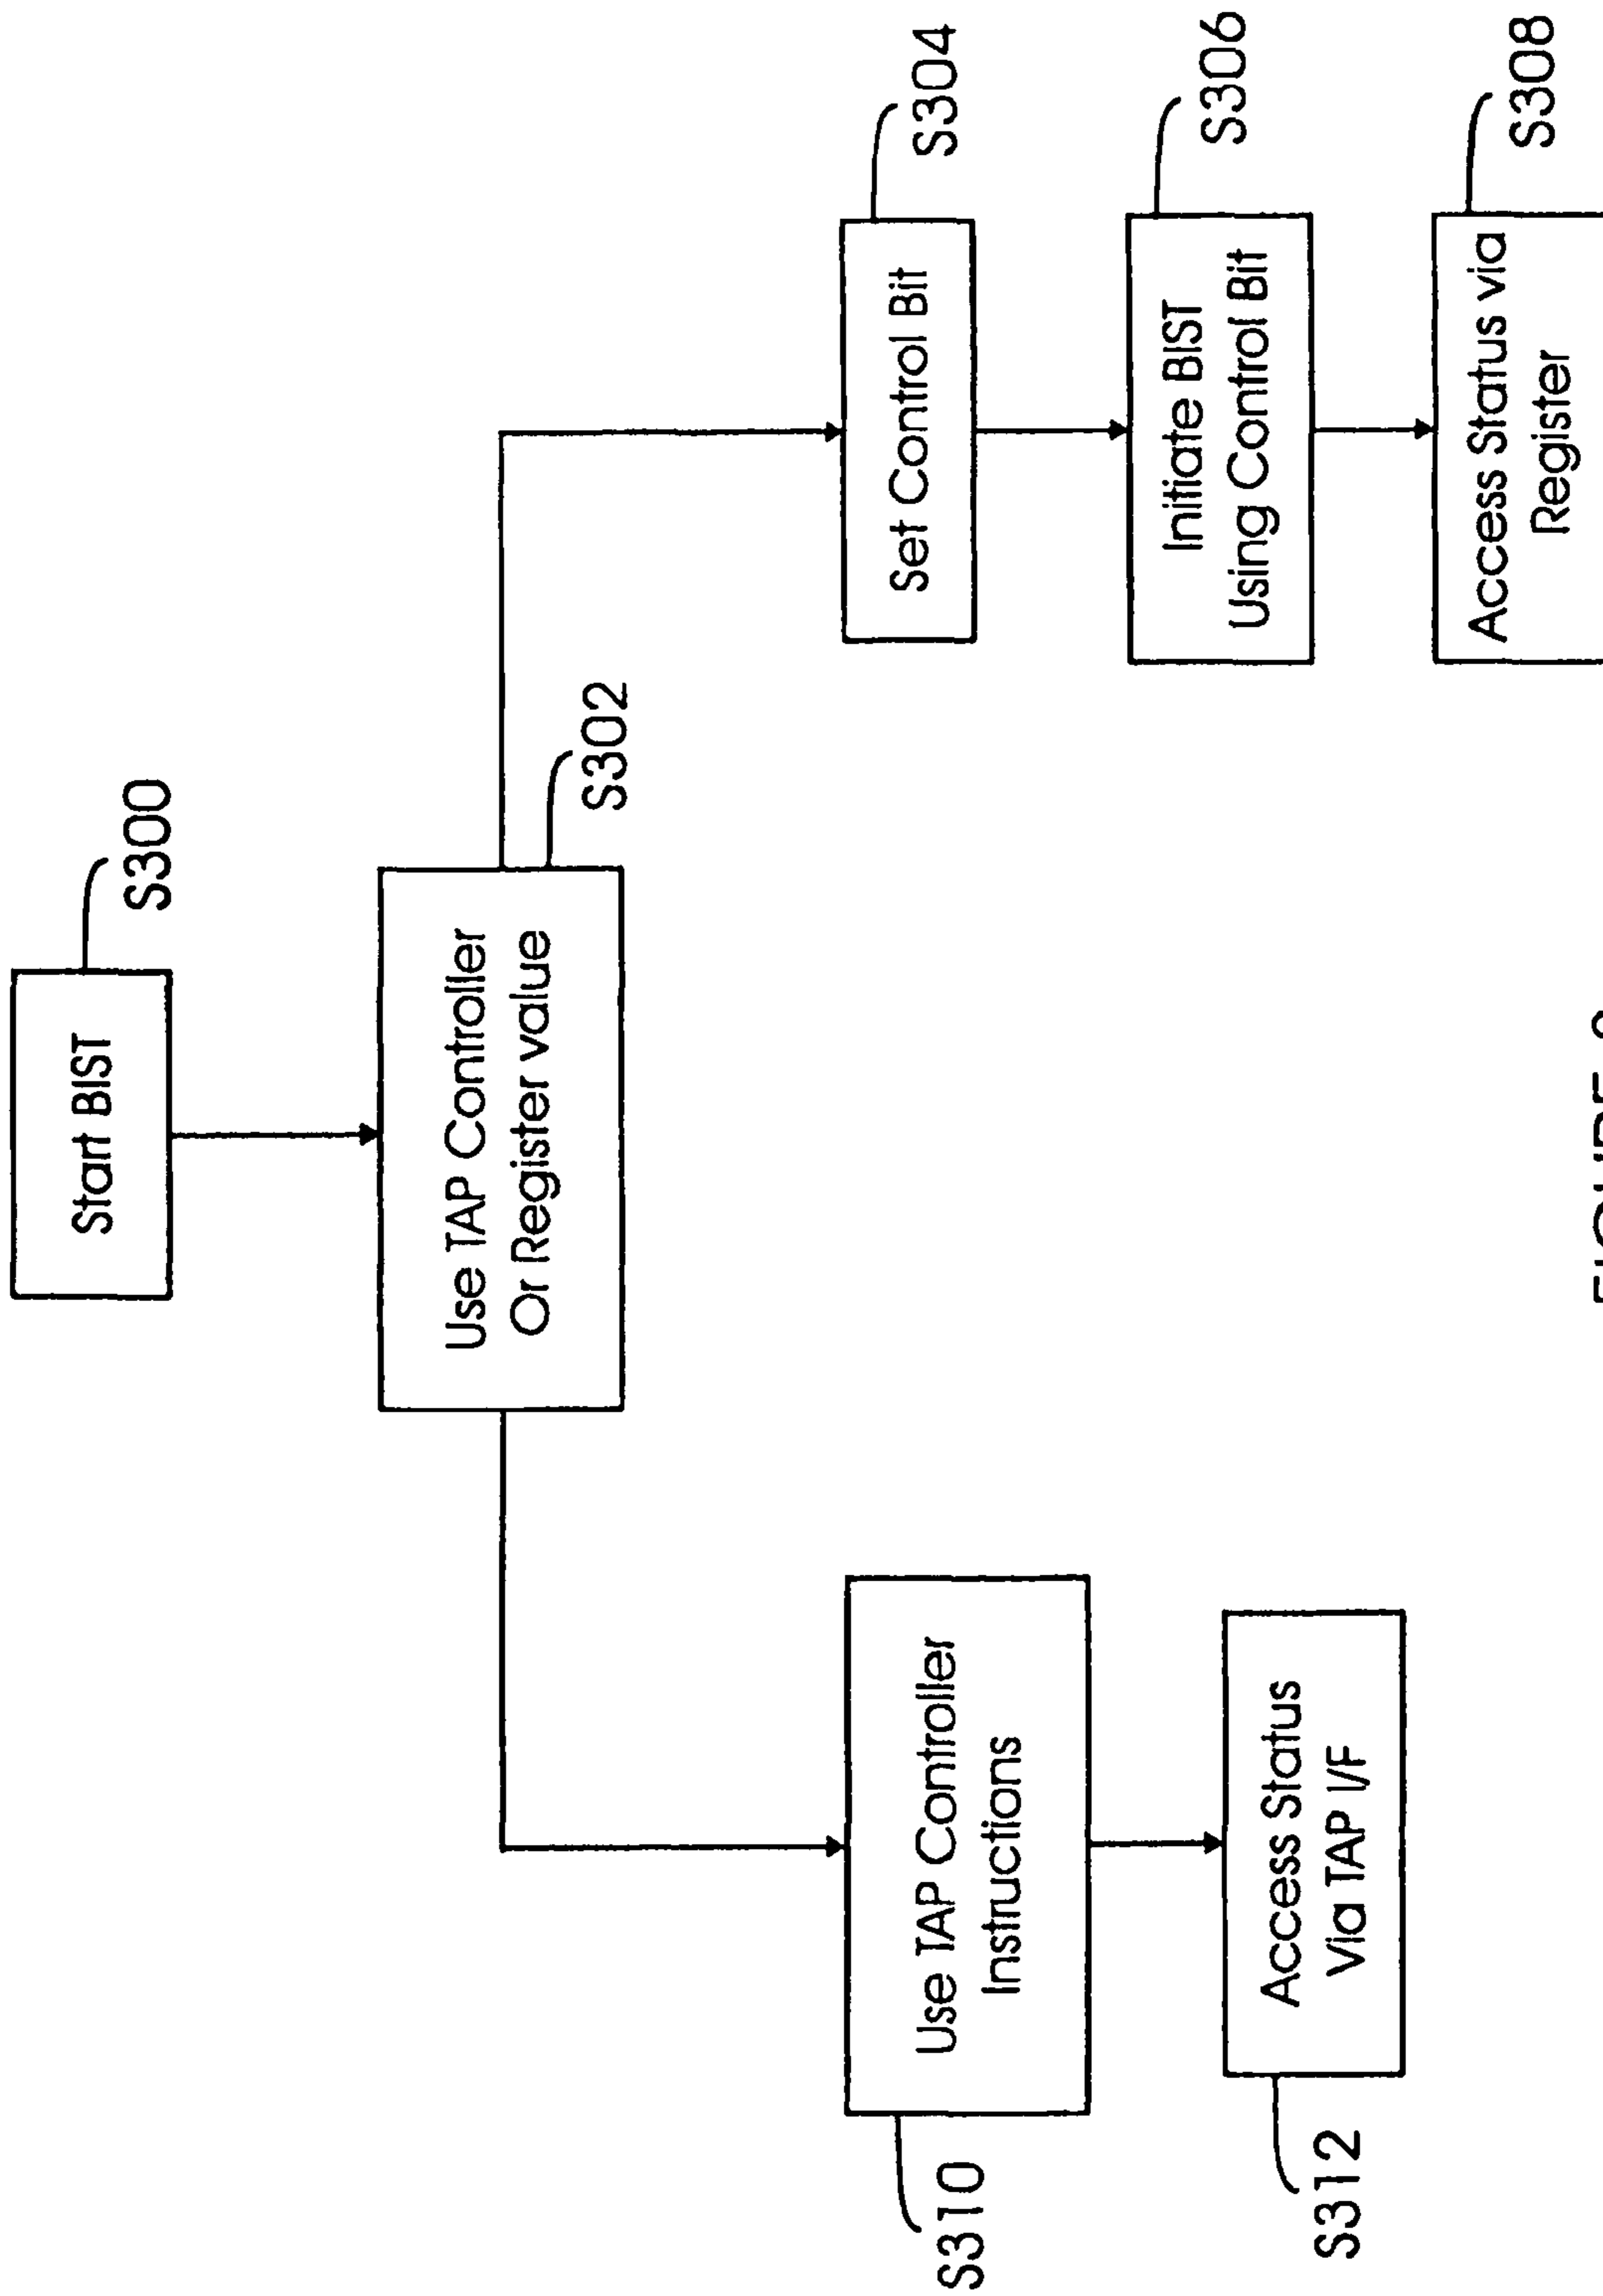 Start BIST
S300
Use TAP Controller
Or Register value
S302
Set Control Bit
S304
Initiate BIST
Using Control Bit
S306
Access Status via
Register
S308
Use TAP Controller
Instructions
S310
Access Status
Via TAP I/F
S312
FIGURE